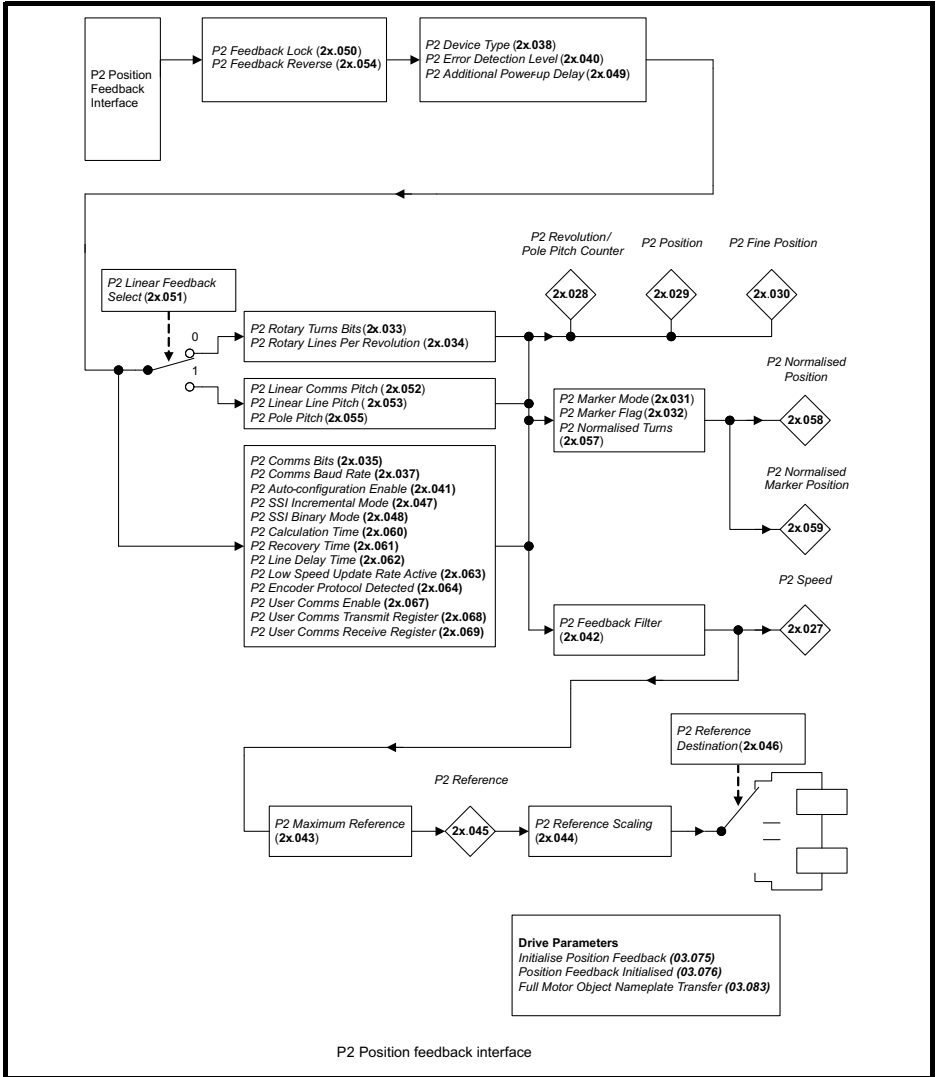 P2 Position
Feedback
Interface
P2 Feedback Lock (2x.050)
P2 Feedback Reverse (2x.054)
P2 Device Type (2x.038)
P2 Error Detection Level (2x.040)
P2 Additional Power-up Delay (2x.049)
P2 Revolution/
Pole Pitch Counter
P2 Position
P2 Fine Position
2x.028
2x.029
2x.030
P2 Linear Feedback
Select (2x.051)
0
1
P2 Rotary Turns Bits (2x.033)
P2 Rotary Lines Per Revolution (2x.034)
P2 Linear Comms Pitch (2x.052)
P2 Linear Line Pitch (2x.053)
P2 Pole Pitch (2x.055)
P2 Marker Mode (2x.031)
P2 Marker Flag (2x.032)
P2 Normalised Turns
(2x.057)
P2 Normalised
Position
2x.058
P2 Normalised
Marker Position
2x.059
P2 Comms Bits (2x.035)
P2 Comms Baud Rate (2x.037)
P2 Auto-configuration Enable (2x.041)
P2 SSI Incremental Mode (2x.047)
P2 SSI Binary Mode (2x.048)
P2 Calculation Time (2x.060)
P2 Recovery Time (2x.061)
P2 Line Delay Time (2x.062)
P2 Low Speed Update Rate Active (2x.063)
P2 Encoder Protocol Detected (2x.064)
P2 User Comms Enable (2x.067)
P2 User Comms Transmit Register (2x.068)
P2 User Comms Receive Register (2x.069)
P2 Feedback Filter
(2x.042)
P2 Speed
2x.027
P2 Reference
Destination (2x.046)
P2 Reference
P2 Maximum Reference
(2x.043)
2x.045
P2 Reference Scaling
(2x.044)
Drive Parameters
Initialise Position Feedback (03.075)
Position Feedback Initialised (03.076)
Full Motor Object Nameplate Transfer (03.083)
P2 Position feedback interface